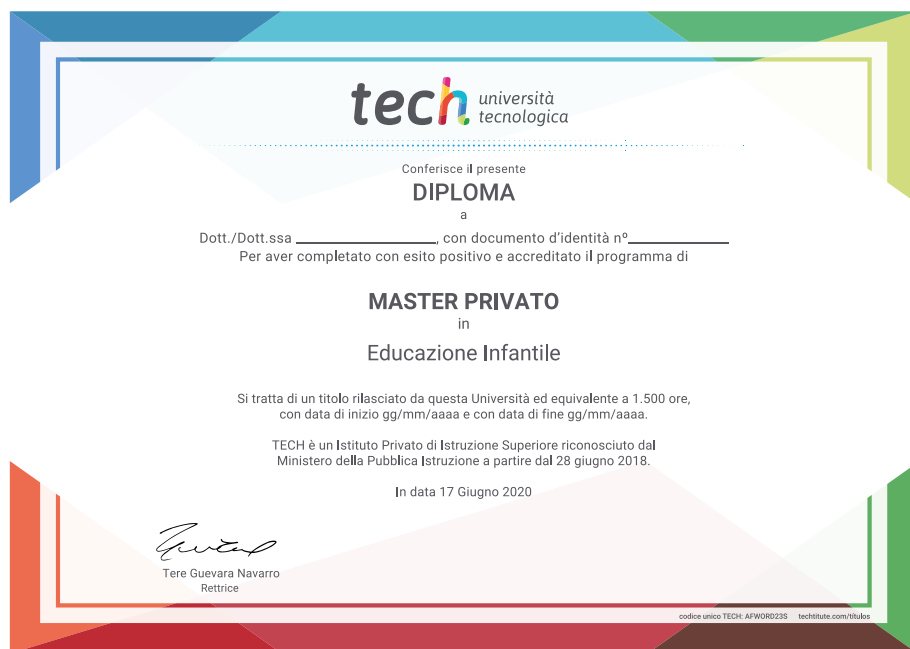 tech università
tecnologica
Conferisce il presente
DIPLOMA
a
Dott./Dott.ssa ________________, con documento d'identità nº____________
Per aver completato con esito positivo e accreditato il programma di
MASTER PRIVATO
in
Educazione Infantile
Si tratta di un titolo rilasciato da questa Università ed equivalente a 1.500 ore,
con data di inizio gg/mm/aaaa e con data di fine gg/mm/aaaa.
TECH è un Istituto Privato di Istruzione Superiore riconosciuto dal
Ministero della Pubblica Istruzione a partire dal 28 giugno 2018.
In data 17 Giugno 2020
Tere Guevara Navarro
Rettrice
codice unico TECH: AFWORD23S techtitute.com/títulos